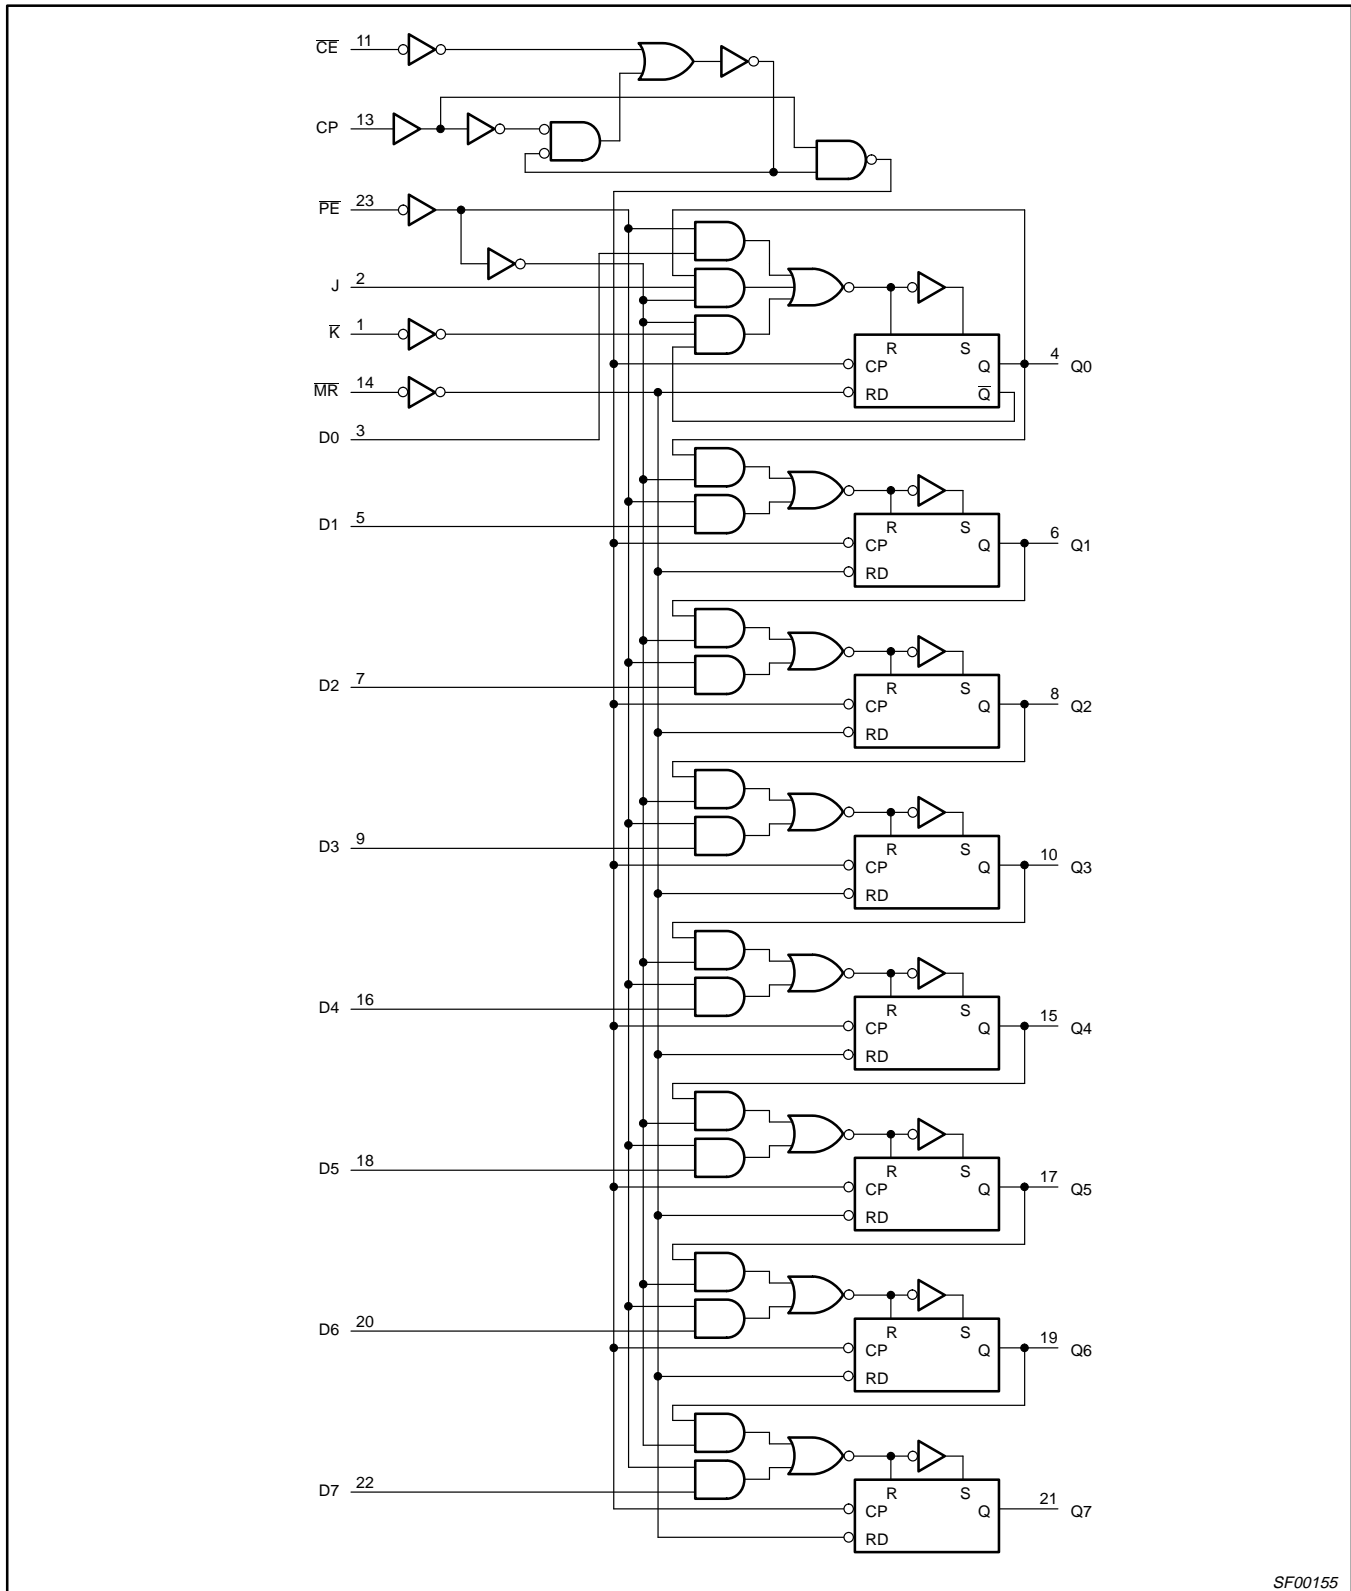 CE 11
CP 13
PE 23
J 2
K 1
R S
CP Q 4 Q0
MR 14
RD Q
D0 3
D1 5
R S
CP Q 6 Q1
RD
D2 7
R S
CP Q 8 Q2
RD
D3 9
R S
CP Q 10 Q3
RD
D4 16
R S
CP Q 15 Q4
RD
D5 18
R S
CP Q 17 Q5
RD
D6 20
R S
CP Q 19 Q6
RD
D7 22
R S
CP Q 21 Q7
RD
SF00155